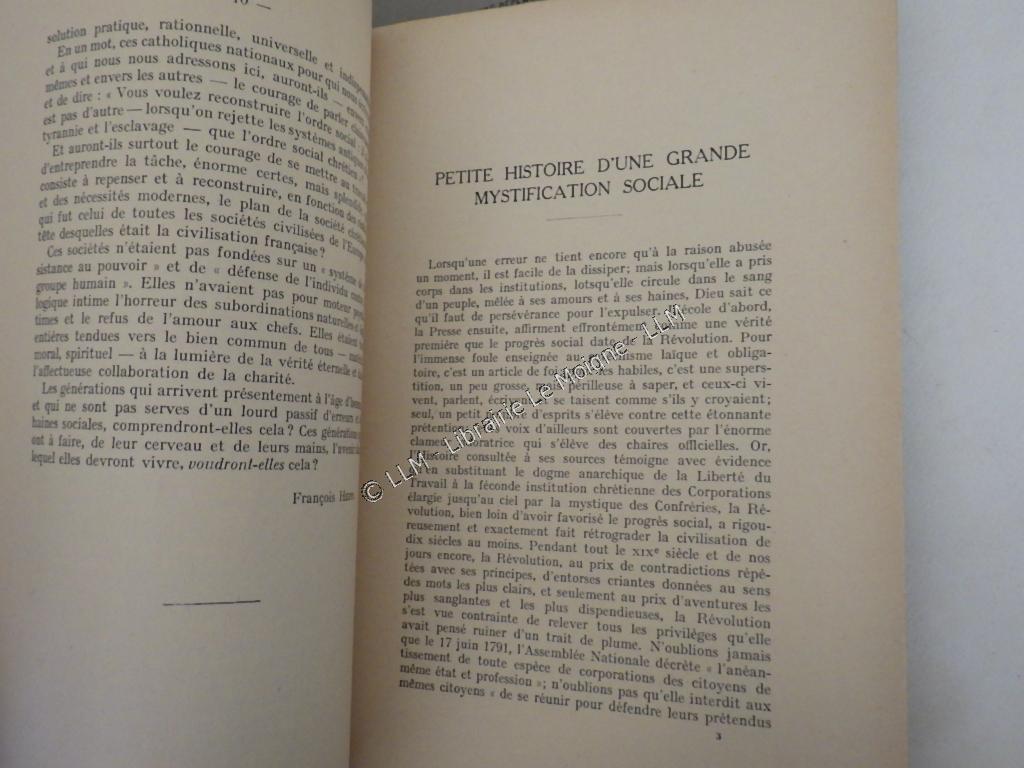 10 —
solution pratique, rationnelle, universelle et
En un mot, ces catholiques nationaux pour qui nous
et à qui nous nous adressons ici, auront-ils —
mêmes et envers les autres — le courage de parler
et de dire : « Vous voulez reconstruire l'ordre social :
est pas d'autre — lorsqu'on rejette les systèmes
tyrannie et l'esclavage — que l'ordre social chrétien
Et auront-ils surtout le courage de se mettre au
d'entreprendre la tâche, énorme certes, mais
consiste à repenser et à reconstruire, en fonction des
et des nécessités modernes, le plan de la société
qui fut celui de toutes les sociétés civilisées de
tête desquelles était la civilisation française?
Ces sociétés n'étaient pas fondées sur un « système
sistance au pouvoir » et de « défense de l'individu
groupe humain ». Elles n'avaient pas pour moteur
logique intime l'horreur des subordinations naturelles
times et le refus de l'amour aux chefs. Elles étaient
entières tendues vers le bien commun de tous —
moral, spirituel — à la lumière de la vérité éternelle et
l'affectueuse collaboration de la charité.
Les générations qui arrivent présentement à l'âge
et qui ne sont pas serves d'un lourd passif d'erreurs
haines sociales, comprendront-elles cela? Ces générations
ont à faire, de leur cerveau et de leurs mains, l'avenir
lequel elles devront vivre, voudront-elles cela?
François
PETITE HISTOIRE D'UNE GRANDE
MYSTIFICATION SOCIALE
Lorsqu'une erreur ne tient encore qu'à la raison abusée
un moment, il est facile de la dissiper; mais lorsqu'elle a pris
corps dans les institutions, lotsqu'elle circule dans le sang
d'un peuple, mêlée à ses amours et à ses haines, Dieu sait ce
qu'il faut de persévérance pour l'expulser. L'école d'abord,
la Presse ensuite, affirment effrontément comme une vérité
première que le progrès social date de la Révolution. Pour
l'immense foule enseignée au laïque et obliga-
toire, c'est un article de foi les habiles, c'est une supers-
tition, un peu grosse, mais périlleuse à saper, et ceux-ci vi-
vent, parlent, écrivent et se taisent comme s'ils y croyaient;
seul, un petit d'esprits s'élève contre cette étonnante
prétention voix d'ailleurs sont couvertes par l'énorme
clameur qui s'élève des chaires officielles. Or,
l'histoire consultée à ses sources témoigne avec évidence
qu'en substituant le dogme anarchique de la Liberté du
Travail à la féconde institution chrétienne des Corporations
élargie jusqu'au ciel par la mystique des Confréries, la Ré-
volution, bien loin d'avoir favorisé le progrès social, a rigou-
reusement et exactement fait rétrograder la civilisation de
dix siècles au moins. Pendant tout le XIXe siècle et de nos
jours encore, la Révolution, au prix de contradictions répé-
tées avec ses principes, d'entorses criantes données au sens
des mots les plus clairs, et seulement au prix d'aventures les
plus sanglantes et les plus dispendieuses, la Révolution
s'est vue contrainte de relever tous les privilèges qu'elle
avait pensé ruiner d'un trait de plume. N'oublions jamais
que le 17 juin 1791, l'Assemblée Nationale décrète « l'anéan-
tissement de toute espèce de corporations des citoyens de
même état et profession »; n'oublions pas qu'elle interdit aux
mêmes citoyens « de se réunir pour défendre leurs prétendus
3
© LLM - Librairie Le Moione - LLM